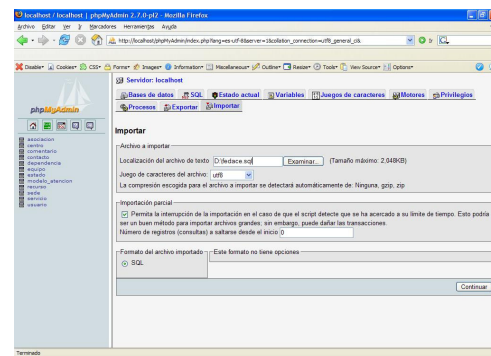 localhost / localhost | phpMyAdmin 2.7.0-pl2 - Mozilla Firefox
Archivo Editar Ver Ir Marcadores Herramientas Ayuda
http://localhost/phpMyAdmin/index.php?lang=es-utf-8&server=1&collation_connection=utf8_general_ci&
Disable Cookies CSS Forms Images Information Miscellaneous Outline Resize Tools View Source Options
phpMyAdmin
asociacion
centro
comentario
contacto
dependencia
equipo
estado
modelo_atencion
recurso
sede
servicio
usuario
Servidor: localhost
Bases de datos SQL Estado actual Variables Juegos de caracteres Motores Privilegios
Procesos Exportar Importar
Importar
Archivo a importar
Localización del archivo de texto D:\fedace.sql Examinar... (Tamaño máximo: 2,048KB)
Juego de caracteres del archivo: utf8
La compresión escogida para el archivo a importar se detectará automáticamente de: Ninguna, gzip, zip
Importación parcial
Permita la interrupción de la importación en el caso de que el script detecte que se ha acercado a su límite de tiempo. Esto podría
ser un buen método para importar archivos grandes; sin embargo, puede dañar las transacciones.
Número de registros (consultas) a saltarse desde el inicio 0
Formato del archivo importado Este formato no tiene opciones
SQL
Continuar
Terminado